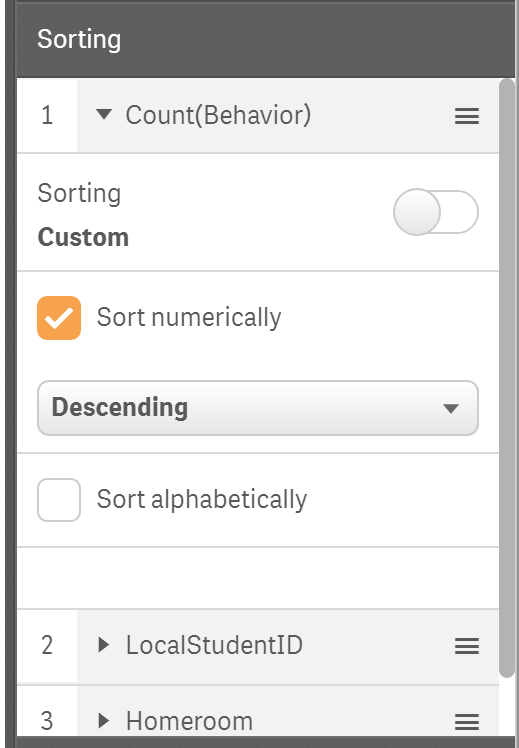 Sorting
1 Count(Behavior)
Sorting
Custom
Sort numerically
Descending
Sort alphabetically
2 LocalStudentID
3 Homeroom